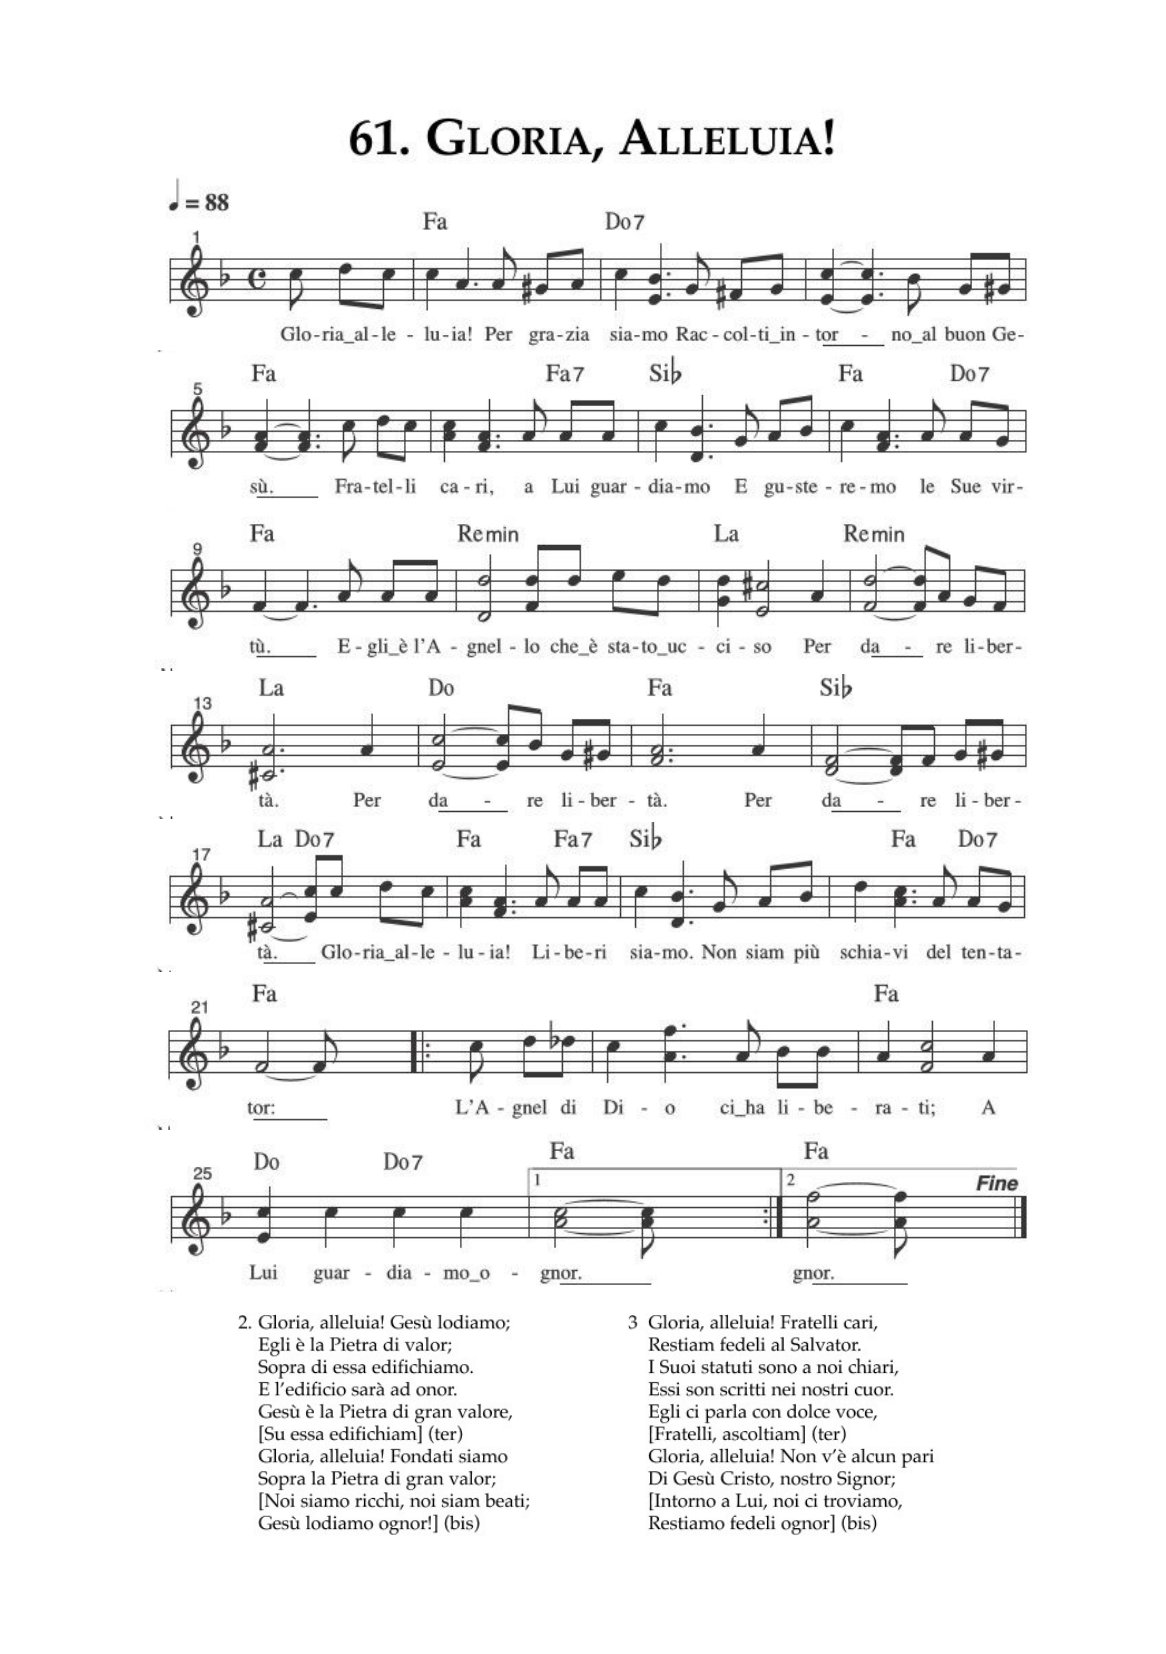 61. GLORIA, ALLELUIA!
♩ = 88
Fa Do7
1
Glo-ria_al-le-lu-ia! Per gra-zia sia-mo Rac-col-ti_in-tor - no_al buon Ge-
Fa Fa7 Si♭ Fa Do7
5
sù. Fra-tel-li ca-ri, a Lui guar-dia-mo E gu-ste-re-mo le Sue vir-
Fa Remin La Remin
9
tù. E-gli_è l'A-gnel-lo che_è sta-to_uc-ci-so Per da - re li-ber-
La Do Fa Si♭
13
tà. Per da - re li-ber-tà. Per da - re li-ber-
La Do7 Fa Fa7 Si♭ Fa Do7
17
tà. Glo-ria_al-le-lu-ia! Li-be-ri sia-mo. Non siam più schia-vi del ten-ta-
Fa Fa
21
tor: L'A-gnel di Di-o ci_ha li-be-ra-ti; A
Do Do7 Fa Fa
25 1 2 Fine
Lui guar-dia-mo_o-gnor. gnor.
2. Gloria, alleluia! Gesù lodiamo;
Egli è la Pietra di valor;
Sopra di essa edifichiamo.
E l'edificio sarà ad onor.
Gesù è la Pietra di gran valore,
[Su essa edifichiam] (ter)
Gloria, alleluia! Fondati siamo
Sopra la Pietra di gran valor;
[Noi siamo ricchi, noi siam beati;
Gesù lodiamo ognor!] (bis)
3 Gloria, alleluia! Fratelli cari,
Restiam fedeli al Salvator.
I Suoi statuti sono a noi chiari,
Essi son scritti nei nostri cuor.
Egli ci parla con dolce voce,
[Fratelli, ascoltiam] (ter)
Gloria, alleluia! Non v'è alcun pari
Di Gesù Cristo, nostro Signor;
[Intorno a Lui, noi ci troviamo,
Restiamo fedeli ognor] (bis)